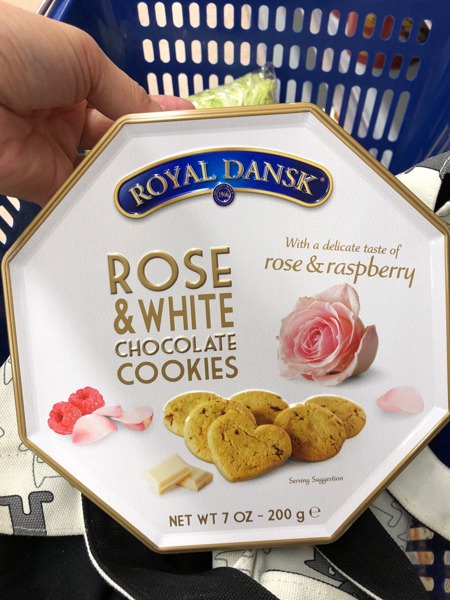 ROYAL DANSK
1966
With a delicate taste of
rose & raspberry
ROSE
& WHITE
CHOCOLATE
COOKIES
Serving Suggestion
NET WT 7 OZ - 200 g ℮